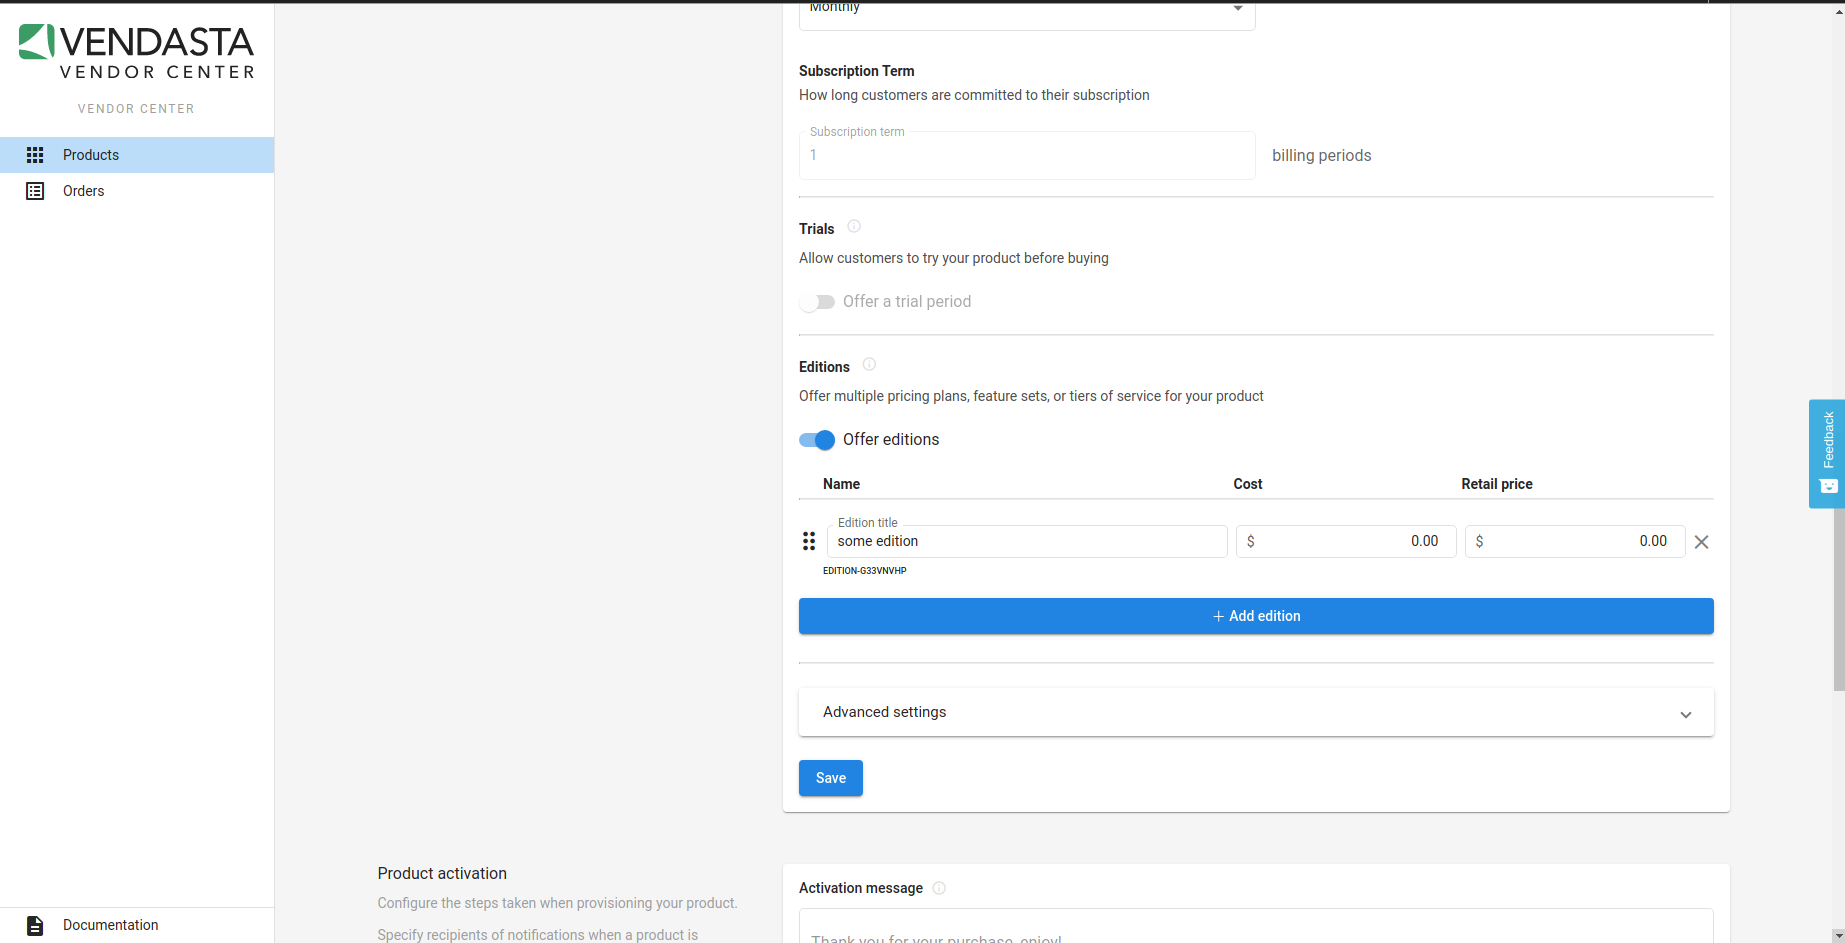 VENDASTA
VENDOR CENTER
VENDOR CENTER
Products
Orders
Documentation
Monthly
Subscription Term
How long customers are committed to their subscription
Subscription term
1
billing periods
Trials
Allow customers to try your product before buying
Offer a trial period
Editions
Offer multiple pricing plans, feature sets, or tiers of service for your product
Offer editions
Name Cost Retail price
Edition title
some edition $ 0.00 $ 0.00
EDITION-G33VNVHP
+ Add edition
Advanced settings
Save
Feedback
Product activation
Configure the steps taken when provisioning your product.
Specify recipients of notifications when a product is
Activation message
Thank you for your purchase, enjoy!